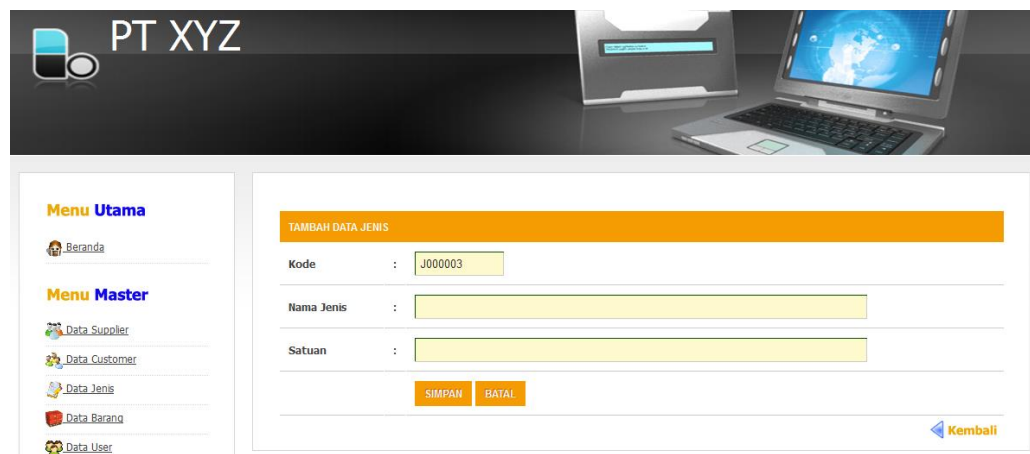 PT XYZ
Menu Utama
Beranda
Menu Master
Data Supplier
Data Customer
Data Jenis
Data Barang
Data User
TAMBAH DATA JENIS
Kode : J000003
Nama Jenis :
Satuan :
SIMPAN BATAL
Kembali